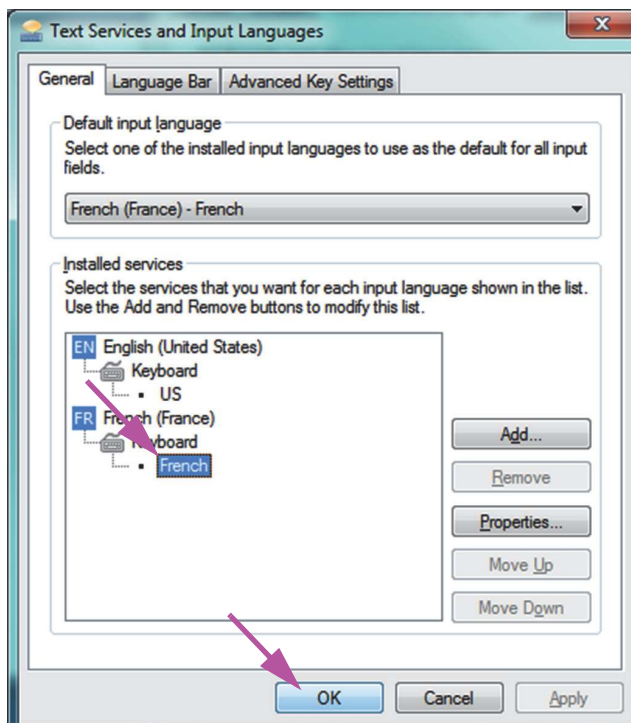 Text Services and Input Languages
General
Language Bar
Advanced Key Settings
Default input language
Select one of the installed input languages to use as the default for all input
fields.
French (France) - French
Installed services
Select the services that you want for each input language shown in the list.
Use the Add and Remove buttons to modify this list.
EN English (United States)
Keyboard
US
FR French (France)
Keyboard
French
Add...
Remove
Properties...
Move Up
Move Down
OK
Cancel
Apply